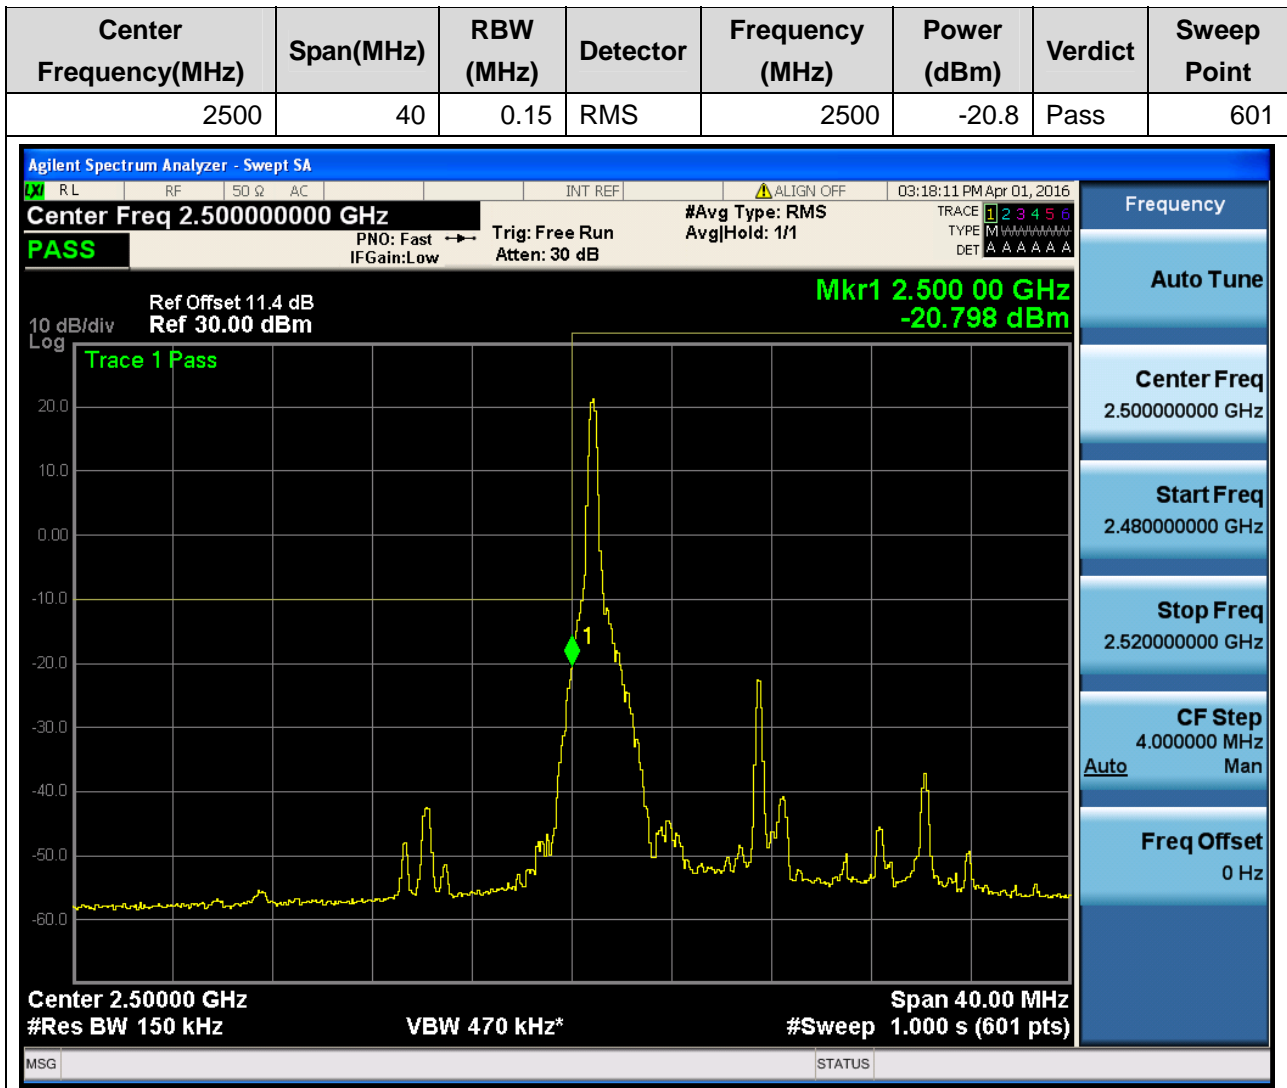 Center Frequency(MHz) Span(MHz) RBW (MHz) Detector Frequency (MHz) Power (dBm) Verdict Sweep Point
2500 40 0.15 RMS 2500 -20.8 Pass 601
Agilent Spectrum Analyzer - Swept SA
LXI RL RF 50 Ω AC INT REF ALIGN OFF 03:18:11 PM Apr 01, 2016
Center Freq 2.500000000 GHz
PASS
PNO: Fast
IFGain:Low
Trig: Free Run
Atten: 30 dB
#Avg Type: RMS
Avg|Hold: 1/1
TRACE 1 2 3 4 5 6
TYPE M WWWWW
DET A A A A A A
Mkr1 2.500 00 GHz
-20.798 dBm
Ref Offset 11.4 dB
10 dB/div Ref 30.00 dBm
Log
Trace 1 Pass
20.0
10.0
0.00
-10.0
1
-20.0
-30.0
-40.0
-50.0
-60.0
Center 2.50000 GHz Span 40.00 MHz
#Res BW 150 kHz VBW 470 kHz* #Sweep 1.000 s (601 pts)
MSG STATUS
Frequency
Auto Tune
Center Freq
2.500000000 GHz
Start Freq
2.480000000 GHz
Stop Freq
2.520000000 GHz
CF Step
4.000000 MHz
Auto Man
Freq Offset
0 Hz